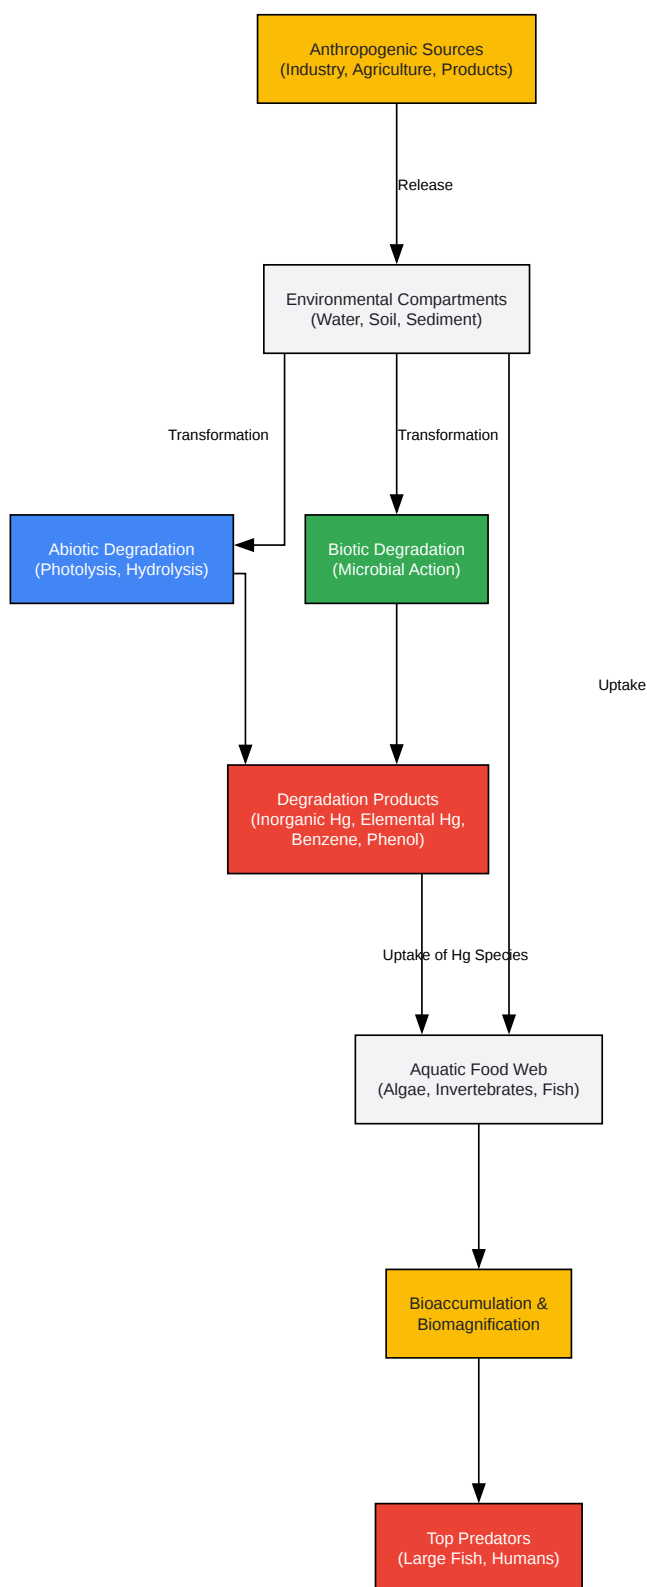 Anthropogenic Sources
(Industry, Agriculture, Products)
Release
Environmental Compartments
(Water, Soil, Sediment)
Transformation
Transformation
Abiotic Degradation
(Photolysis, Hydrolysis)
Biotic Degradation
(Microbial Action)
Uptake
Degradation Products
(Inorganic Hg, Elemental Hg,
Benzene, Phenol)
Uptake of Hg Species
Aquatic Food Web
(Algae, Invertebrates, Fish)
Bioaccumulation &
Biomagnification
Top Predators
(Large Fish, Humans)